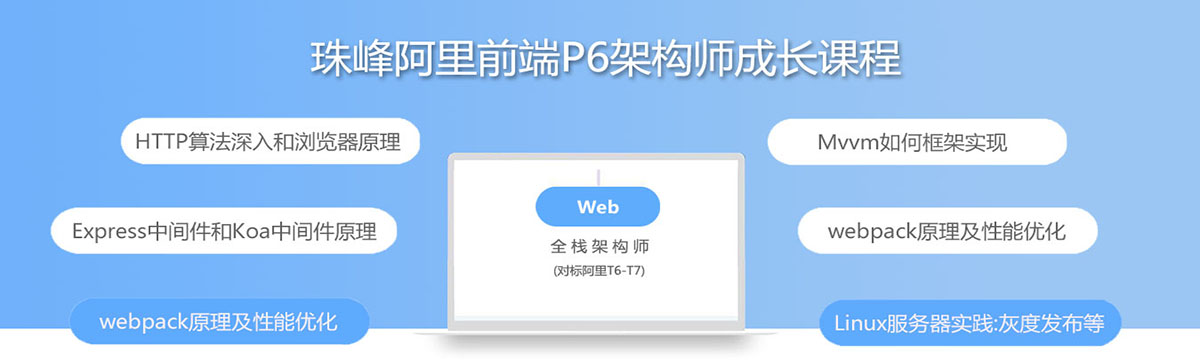 珠峰阿里前端P6架构师成长课程
HTTP算法深入和浏览器原理
Mvvm如何框架实现
Web
Express中间件和Koa中间件原理
webpack原理及性能优化
全栈架构师
(对标阿里T6-T7)
webpack原理及性能优化
Linux服务器实践:灰度发布等